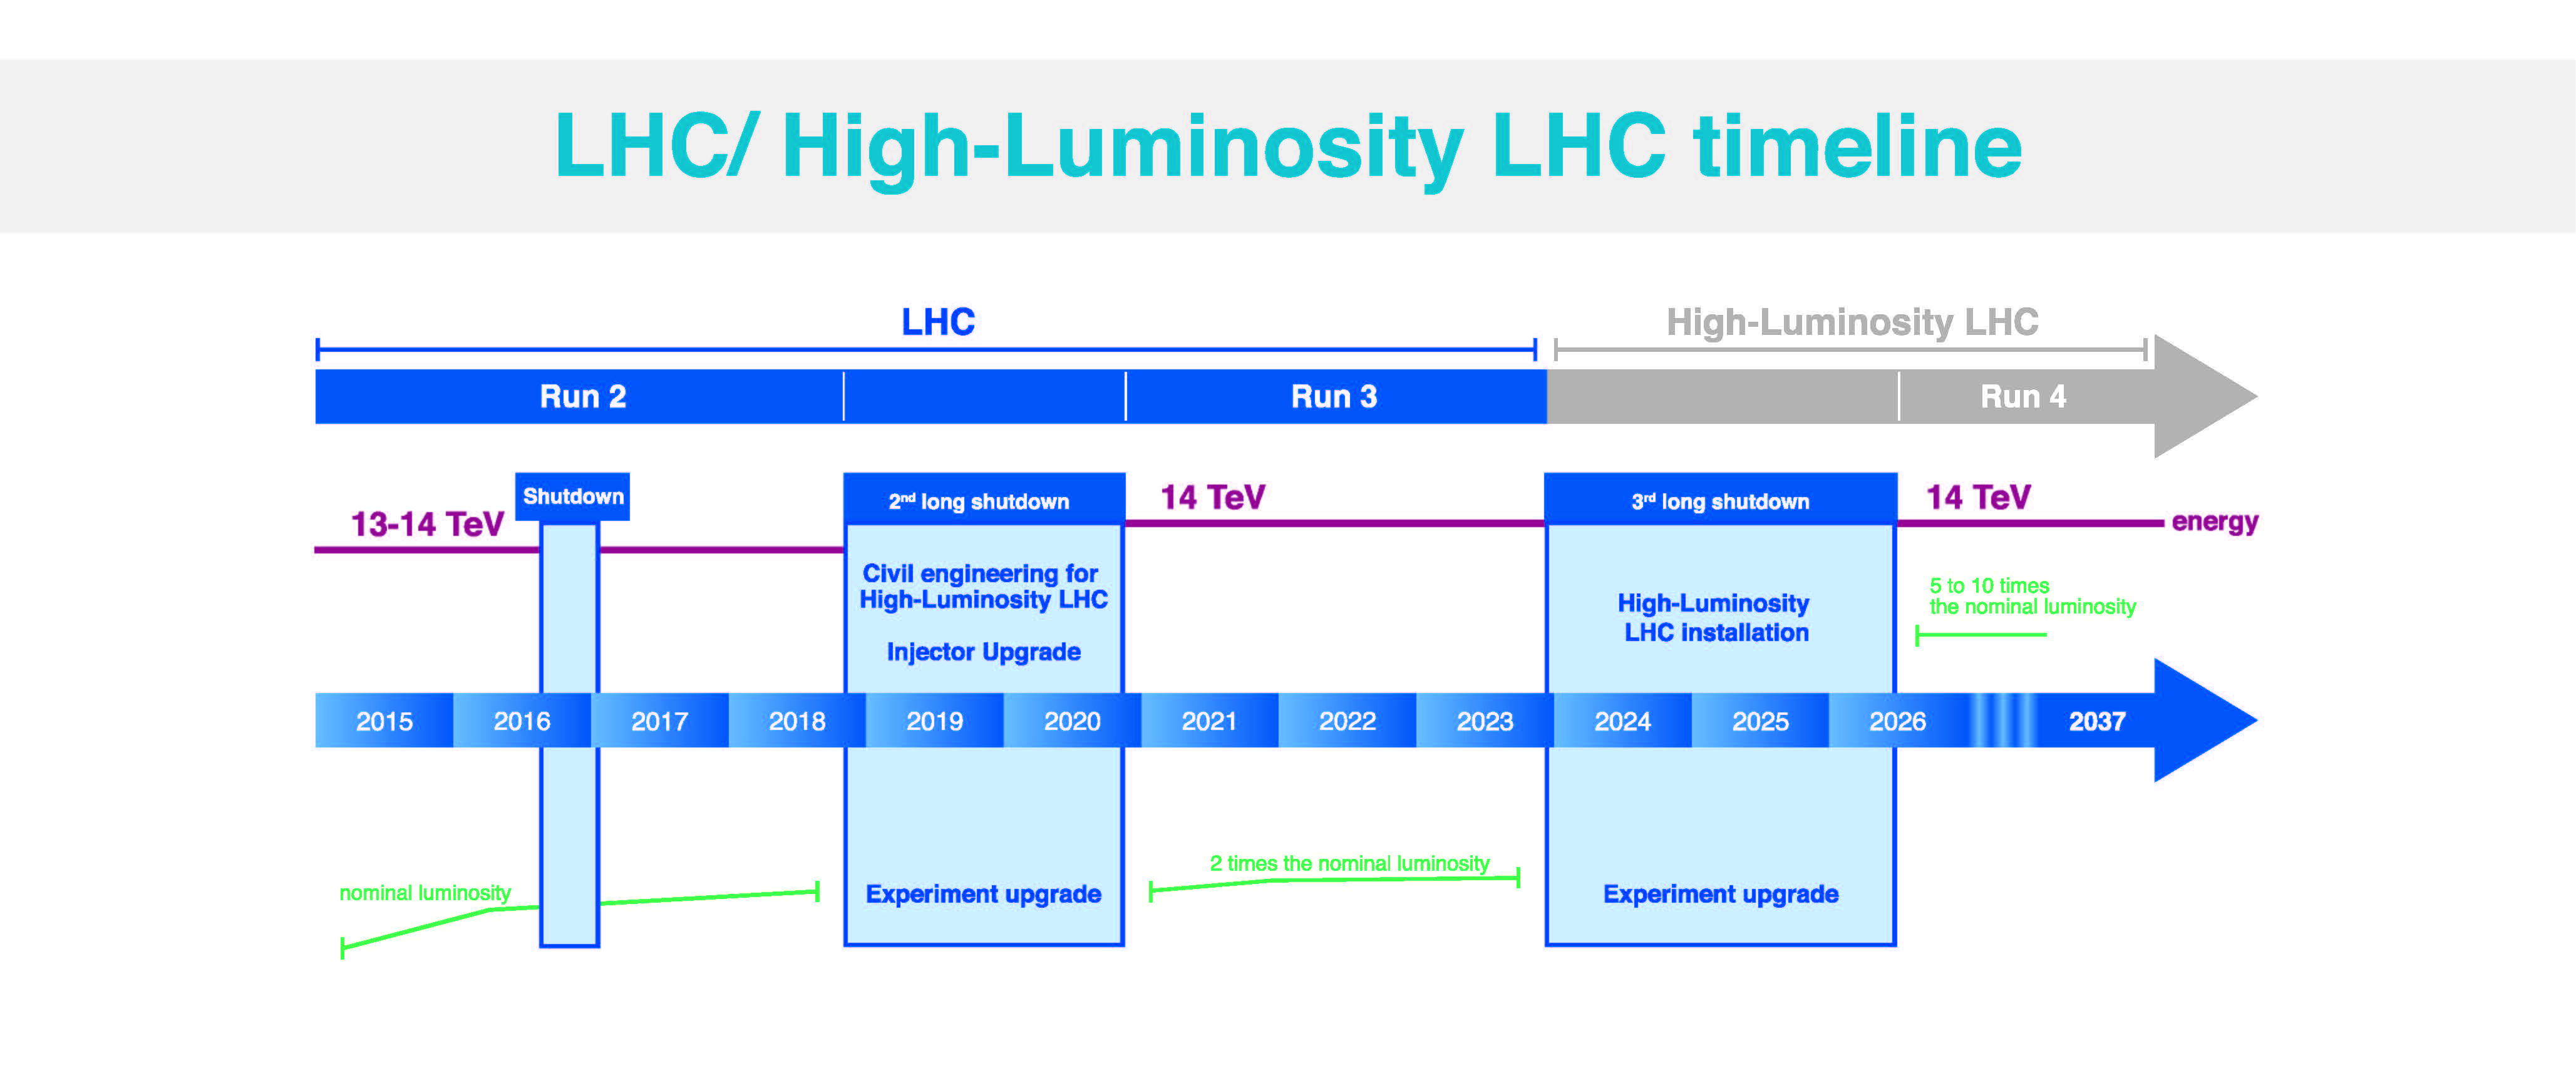 LHC/ High-Luminosity LHC timeline
LHC
High-Luminosity LHC
Run 2
Run 3
Run 4
Shutdown
2nd long shutdown
14 TeV
3rd long shutdown
14 TeV
13-14 TeV
energy
Civil engineering for
High-Luminosity LHC
Injector Upgrade
High-Luminosity
LHC installation
5 to 10 times
the nominal luminosity
2015
2016
2017
2018
2019
2020
2021
2022
2023
2024
2025
2026
2037
nominal luminosity
Experiment upgrade
2 times the nominal luminosity
Experiment upgrade